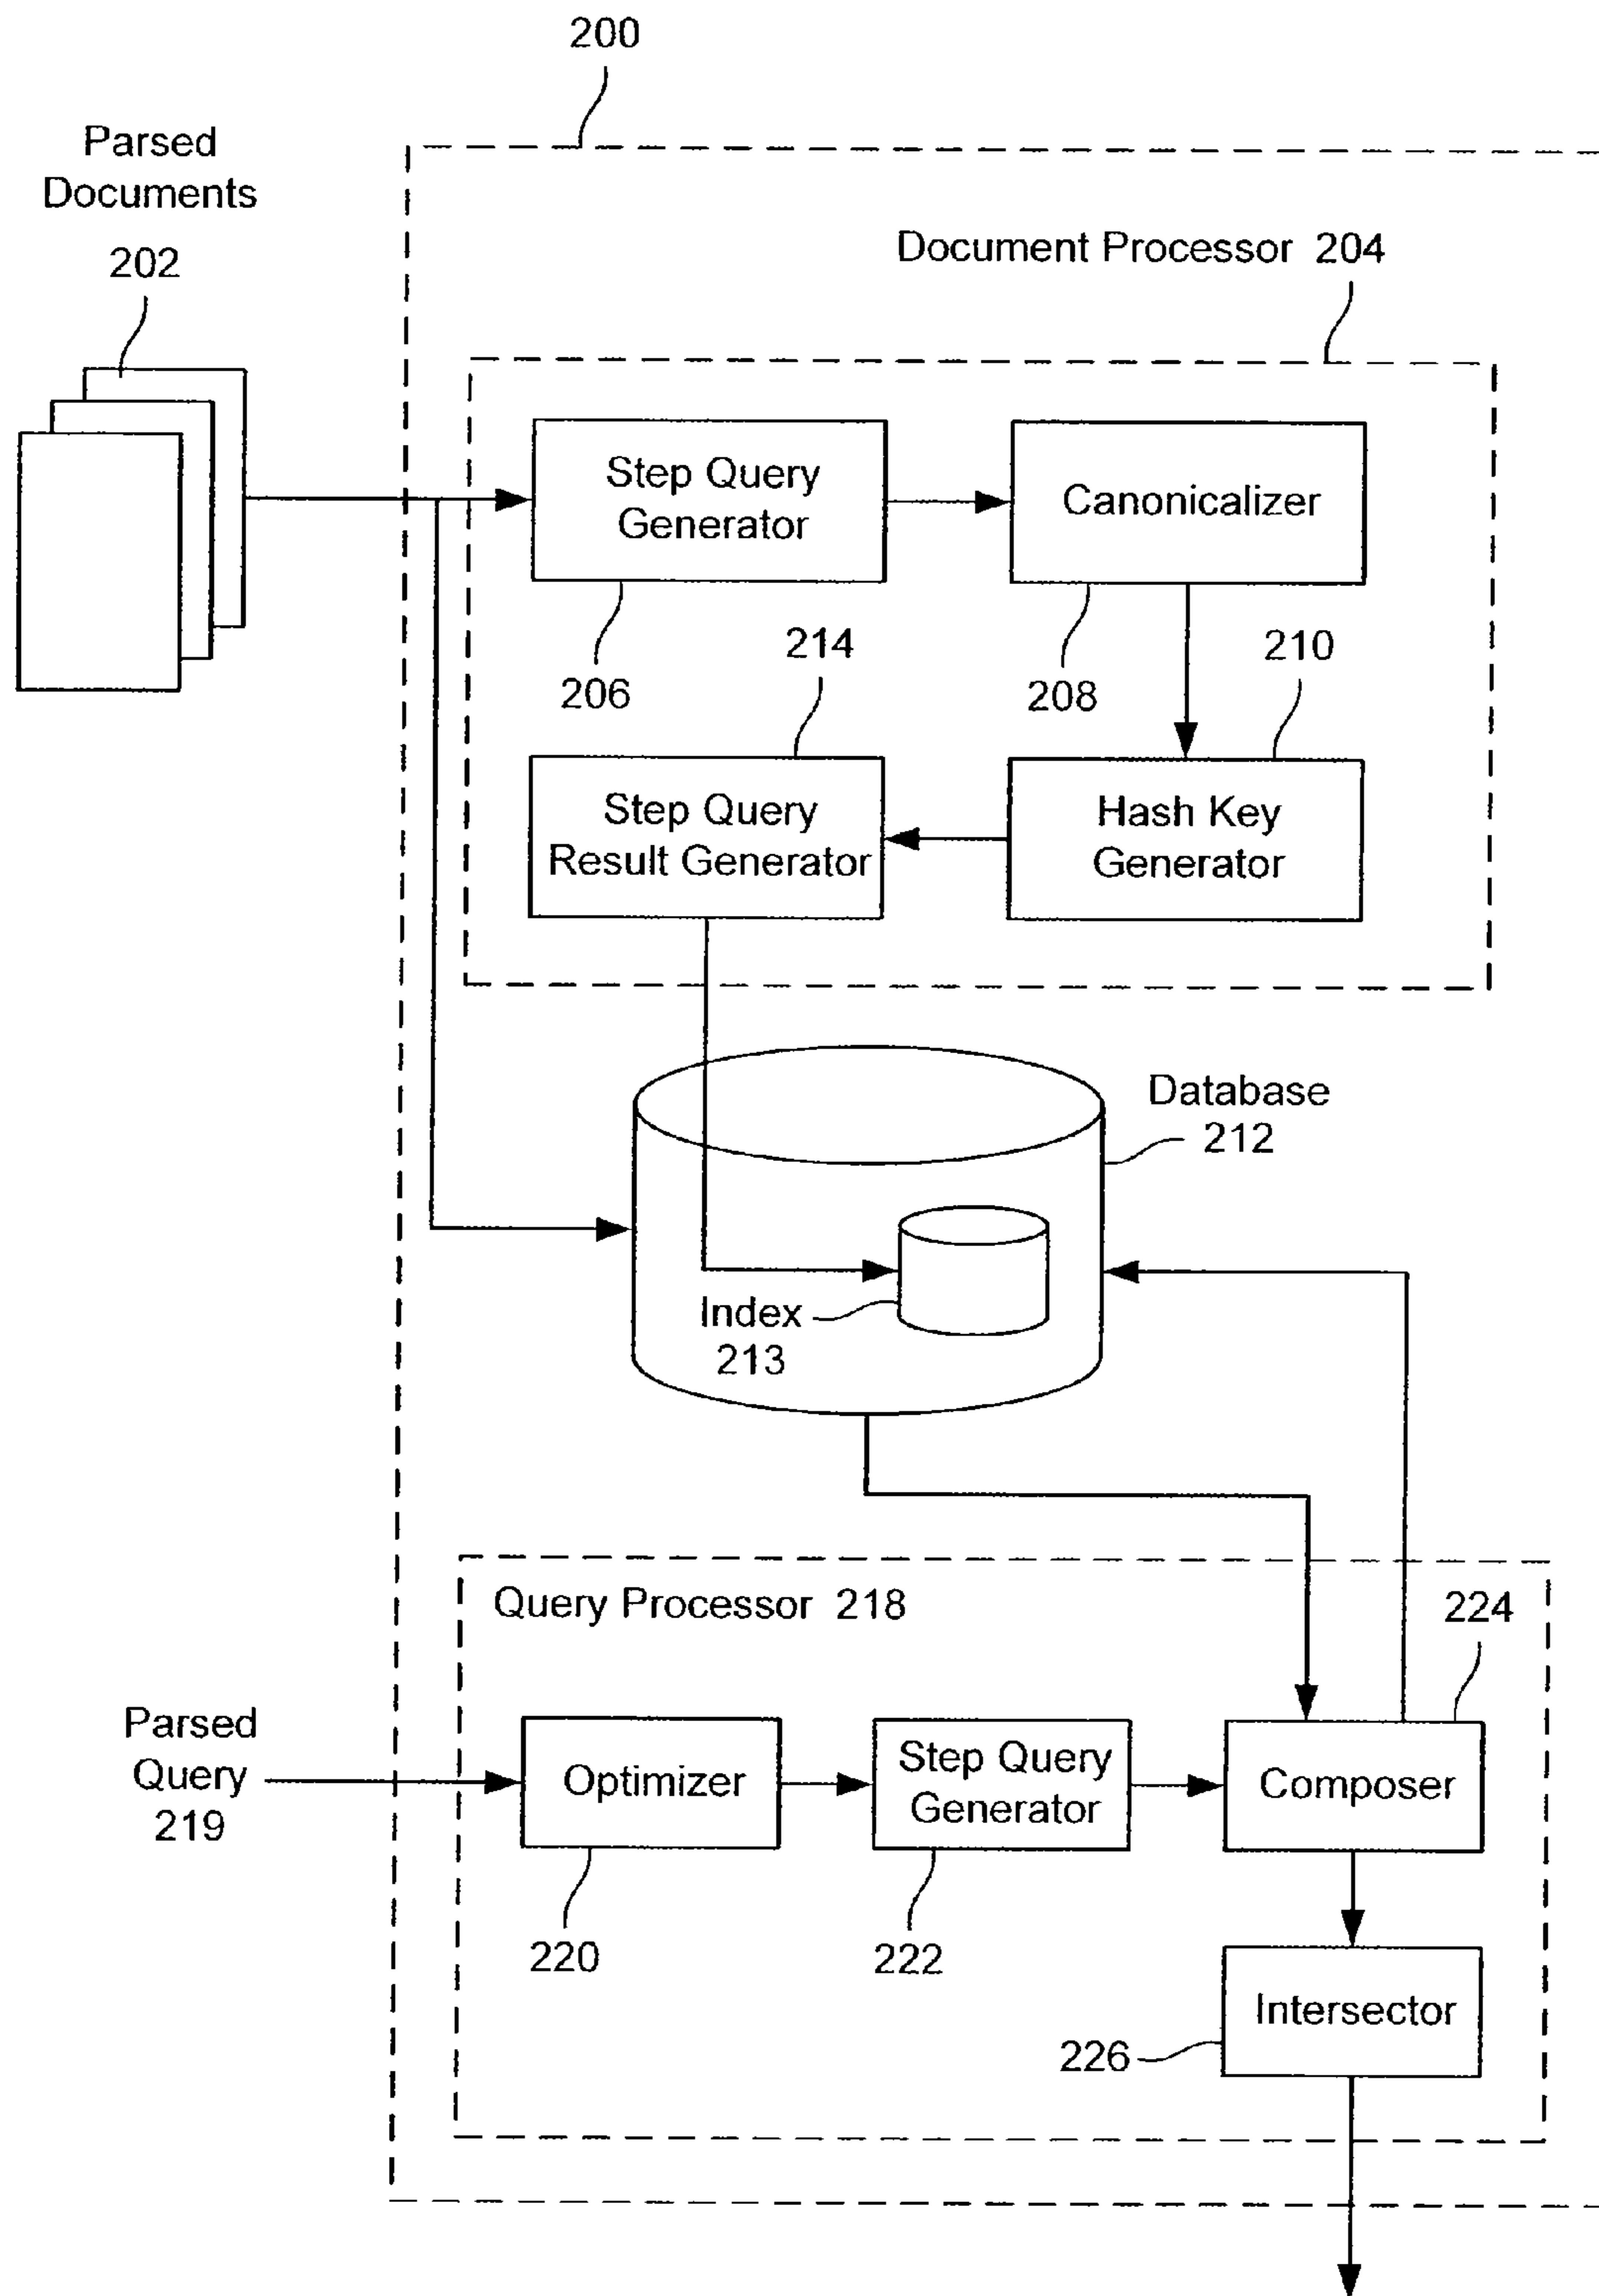 200
Parsed
Documents
202
Document Processor 204
Step Query
Generator
Canonicalizer
206
208
214
210
Step Query
Result Generator
Hash Key
Generator
Database
212
Index
213
Query Processor 218
224
Parsed
Query
219
Optimizer
Step Query
Generator
Composer
220
222
Intersector
226